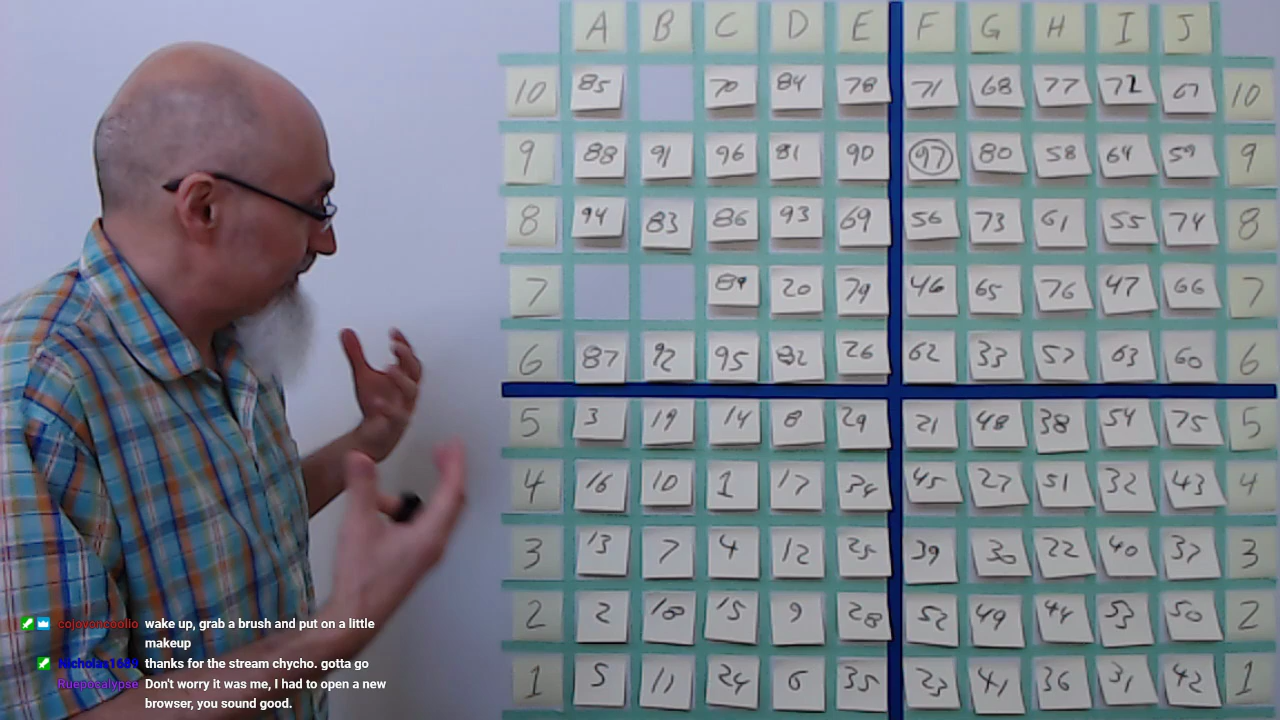 A B C D E F G H I J
10 85 70 84 78 71 68 77 72 67 10
9 88 91 96 81 90 97 80 58 64 59 9
8 94 83 86 93 69 56 73 61 55 74 8
7 89 20 79 46 65 76 47 66 7
6 87 92 95 82 26 62 33 57 63 60 6
5 3 19 14 8 29 21 48 38 54 75 5
4 16 10 1 17 34 45 27 51 32 43 4
3 13 7 4 12 25 39 30 22 40 37 3
2 2 18 15 9 28 52 49 44 53 50 2
1 5 11 24 6 35 23 41 36 31 42 1
cojovoncoolio wake up, grab a brush and put on a little
makeup
thanks for the stream chycho. gotta go
Ruepocalypse Don't worry it was me, I had to open a new
browser, you sound good.